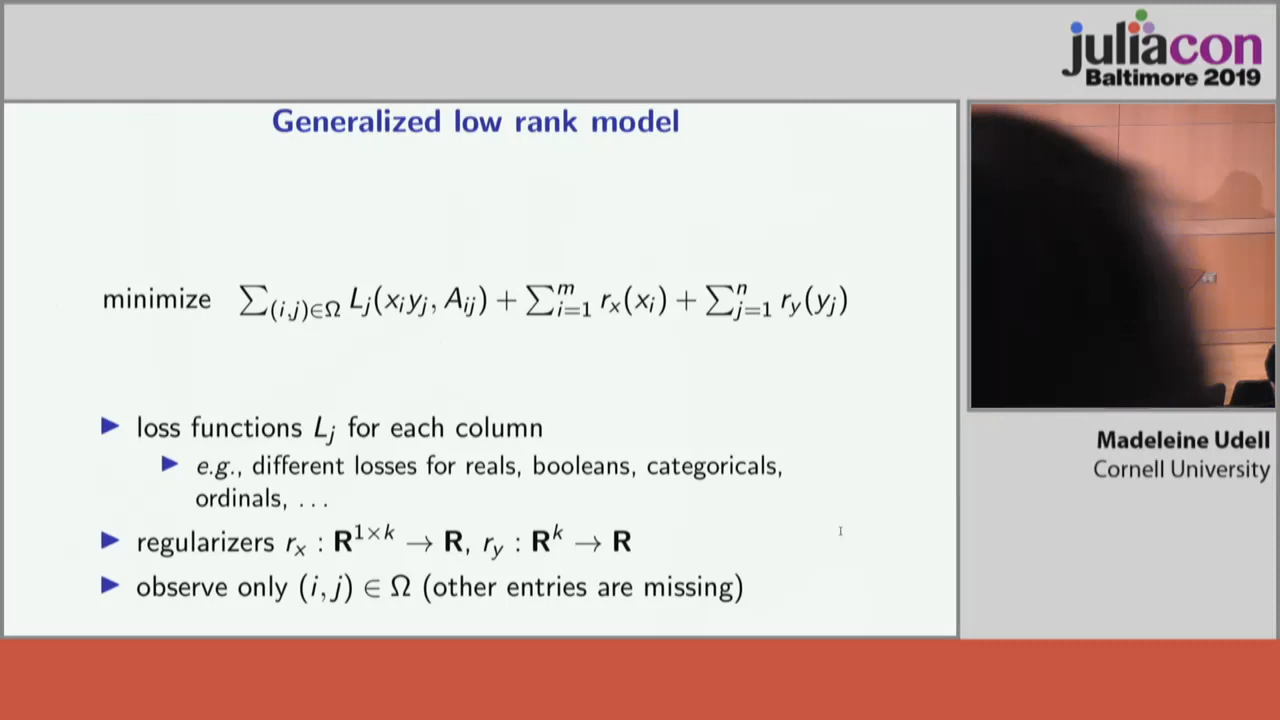 juliacon
Baltimore 2019
Generalized low rank model
minimize ∑_{(i,j)∈Ω} L_j(x_i y_j, A_{ij}) + ∑_{i=1}^{m} r_x(x_i) + ∑_{j=1}^{n} r_y(y_j)
▶ loss functions L_j for each column
▶ e.g., different losses for reals, booleans, categoricals,
ordinals, ...
▶ regularizers r_x : R^{1×k} → R, r_y : R^k → R
▶ observe only (i, j) ∈ Ω (other entries are missing)
Madeleine Udell
Cornell University